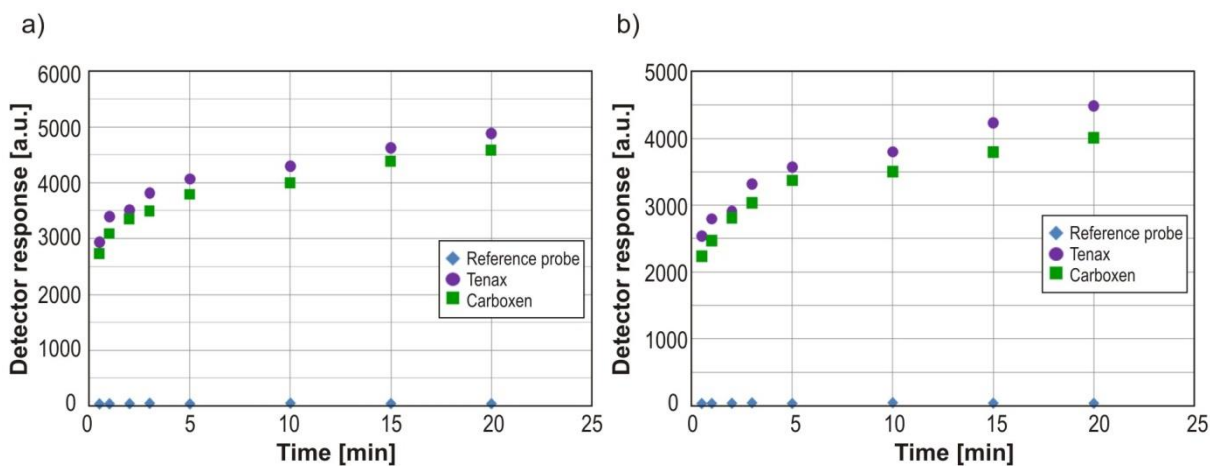 a)
Detector response [a.u.]
6000
5000
4000
3000
2000
1000
0
Reference probe
Tenax
Carboxen
0 5 10 15 20 25
Time [min]
b)
Detector response [a.u.]
5000
4000
3000
2000
1000
0
Reference probe
Tenax
Carboxen
0 5 10 15 20 25
Time [min]